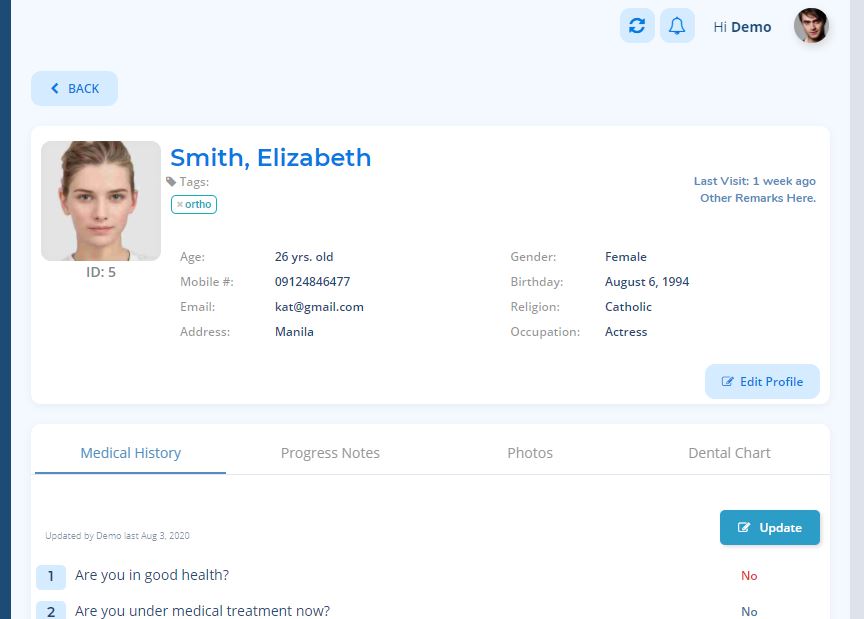 Hi Demo
BACK
Smith, Elizabeth
Tags:
× ortho
Last Visit: 1 week ago
Other Remarks Here.
ID: 5
Age: 26 yrs. old Gender: Female
Mobile #: 09124846477 Birthday: August 6, 1994
Email: kat@gmail.com Religion: Catholic
Address: Manila Occupation: Actress
Edit Profile
Medical History Progress Notes Photos Dental Chart
Update
Updated by Demo last Aug 3, 2020
1 Are you in good health? No
2 Are you under medical treatment now? No